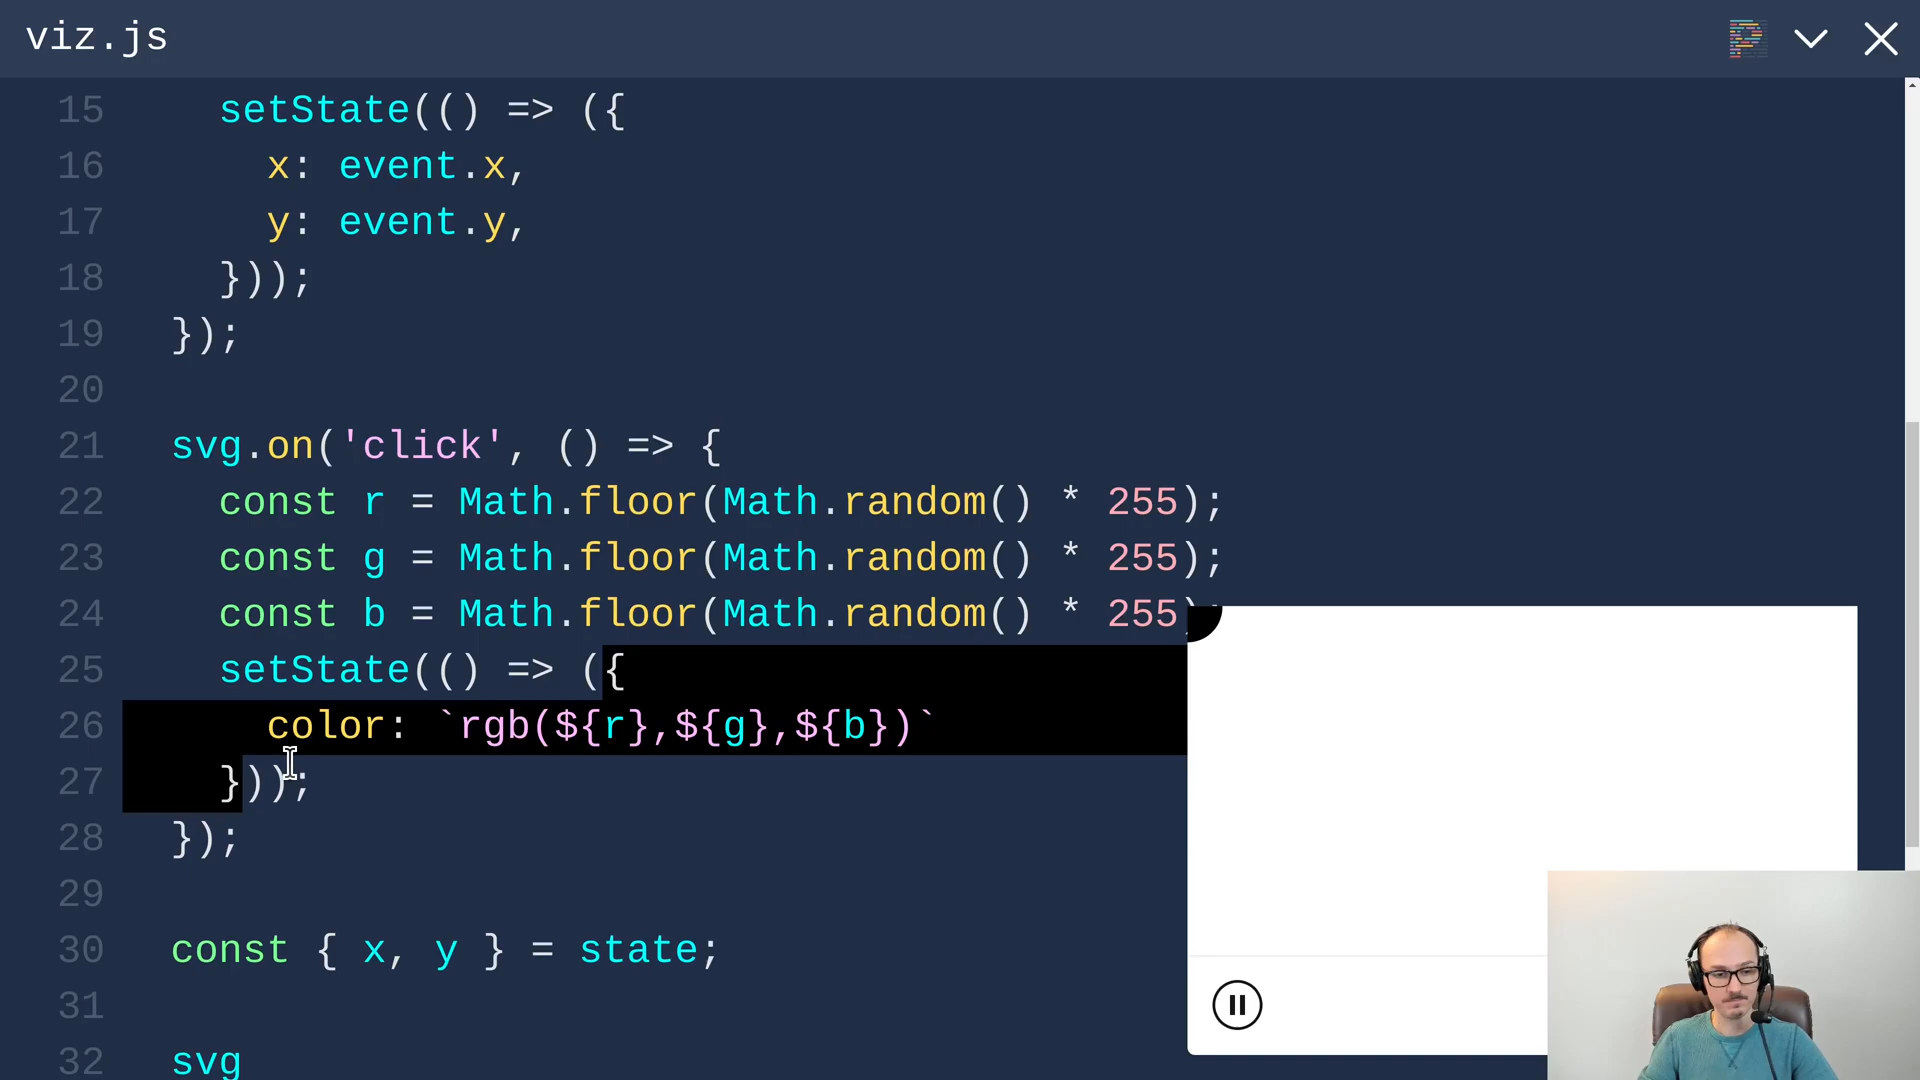 viz.js
15 setState(() => ({
16 x: event.x,
17 y: event.y,
18 }));
19 });
20
21 svg.on('click', () => {
22 const r = Math.floor(Math.random() * 255);
23 const g = Math.floor(Math.random() * 255);
24 const b = Math.floor(Math.random() * 255);
25 setState(() => ({
26 color: `rgb(${r},${g},${b})`
27 }));
28 });
29
30 const { x, y } = state;
31
32 svg